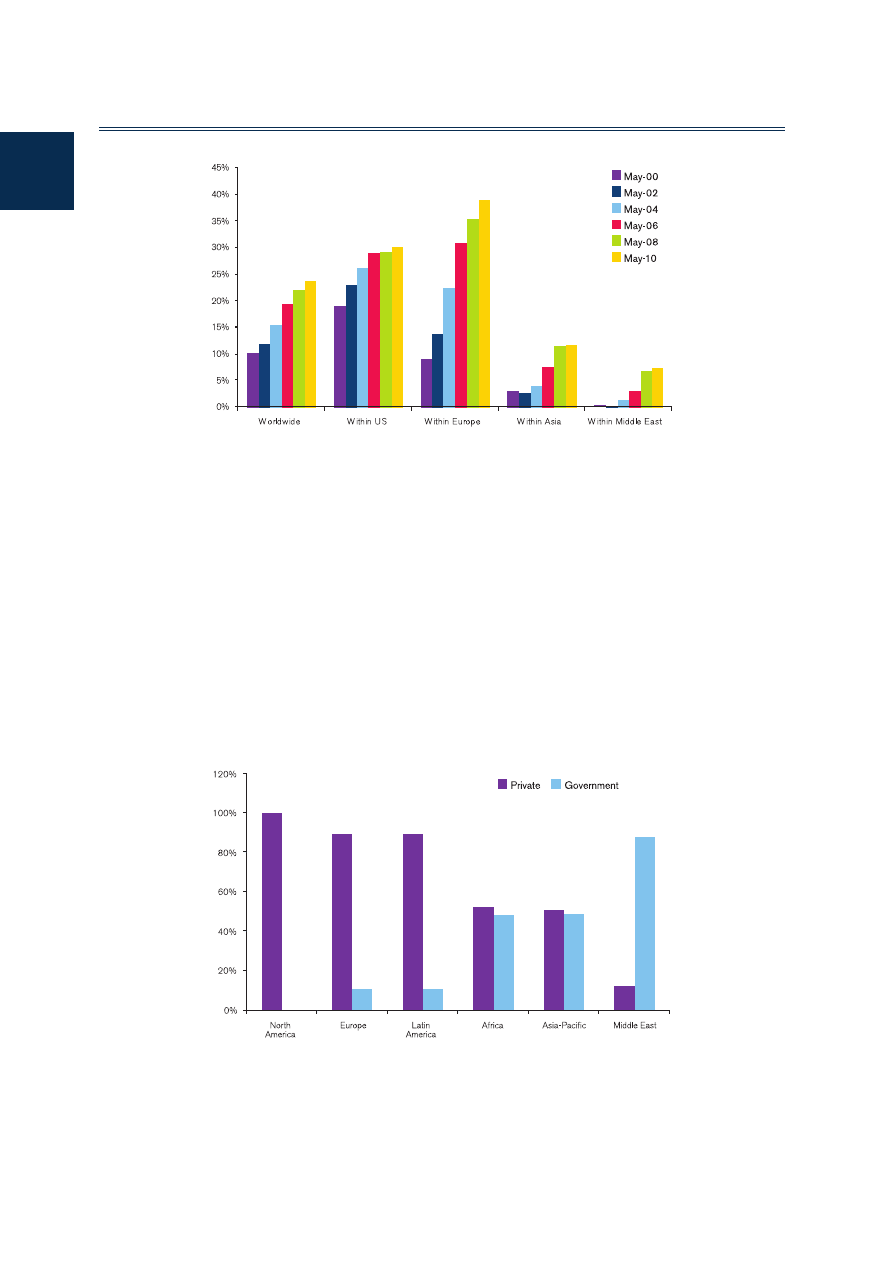 45%
40%
35%
30%
25%
20%
15%
10%
5%
0%
May-00
May-02
May-04
May-06
May-08
May-10
Worldwide Within US Within Europe Within Asia Within Middle East
120%
100%
80%
60%
40%
20%
0%
Private Government
North America Europe Latin America Africa Asia-Pacific Middle East